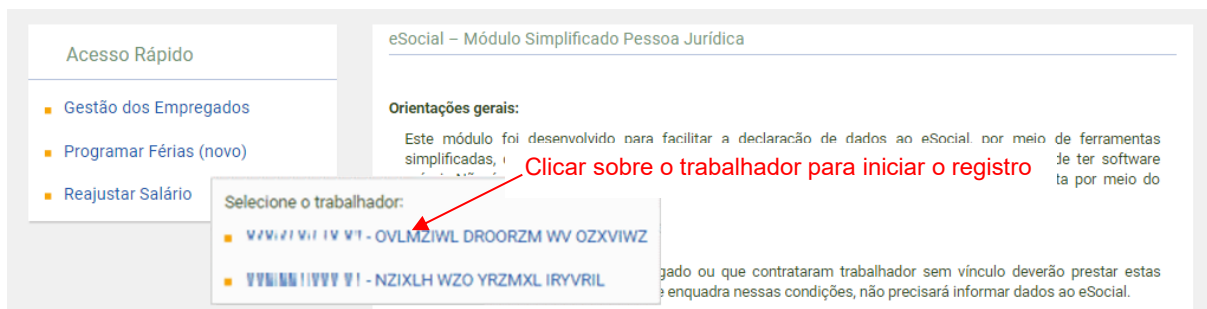 Acesso Rápido
Gestão dos Empregados
Programar Férias (novo)
Reajustar Salário
eSocial – Módulo Simplificado Pessoa Jurídica
Orientações gerais:
Este módulo foi desenvolvido para facilitar a declaração de dados ao eSocial, por meio de ferramentas
simplificadas, de ter software
ta por meio do
Clicar sobre o trabalhador para iniciar o registro
Selecione o trabalhador:
- OVLMZIWL DROORZM WV OZXVIWZ
- NZIXLH WZO YRZMXL IRYVRIL
gado ou que contrataram trabalhador sem vínculo deverão prestar estas
enquadra nessas condições, não precisará informar dados ao eSocial.